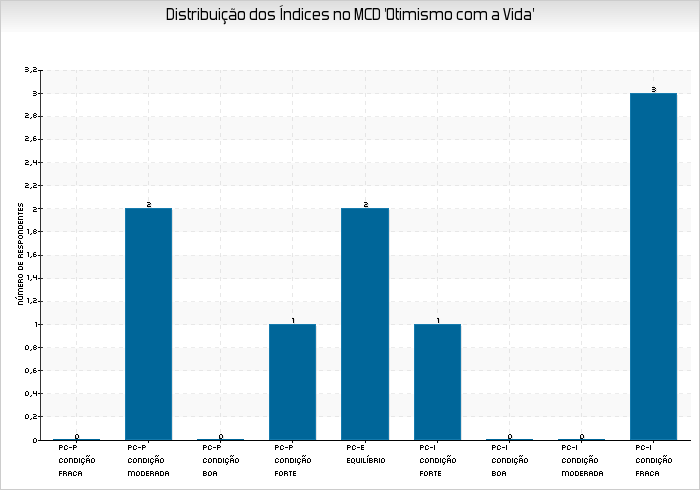 Distribuição dos Índices no MCD 'Otimismo com a Vida'
NÚMERO DE RESPONDENTES
3,2
3
2,8
2,6
2,4
2,2
2
1,8
1,6
1,4
1,2
1
0,8
0,6
0,4
0,2
0
0
2
0
1
2
1
0
0
3
PC-P
CONDIÇÃO
FRACA
PC-P
CONDIÇÃO
MODERADA
PC-P
CONDIÇÃO
BOA
PC-P
CONDIÇÃO
FORTE
PC-E
EQUILÍBRIO
PC-I
CONDIÇÃO
FORTE
PC-I
CONDIÇÃO
BOA
PC-I
CONDIÇÃO
MODERADA
PC-I
CONDIÇÃO
FRACA